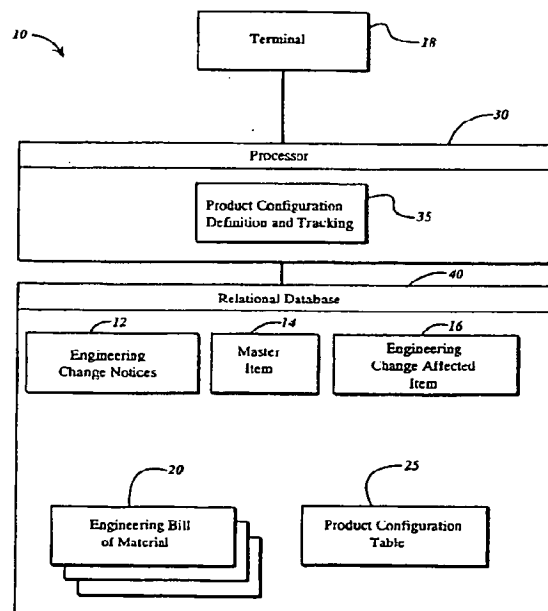 10
Terminal
18
30
Processor
Product Configuration
Definition and Tracking
35
40
Relational Database
12
14
16
Engineering
Change Notices
Master
Item
Engineering
Change Affected
Item
20
25
Engineering Bill
of Material
Product Configuration
Table